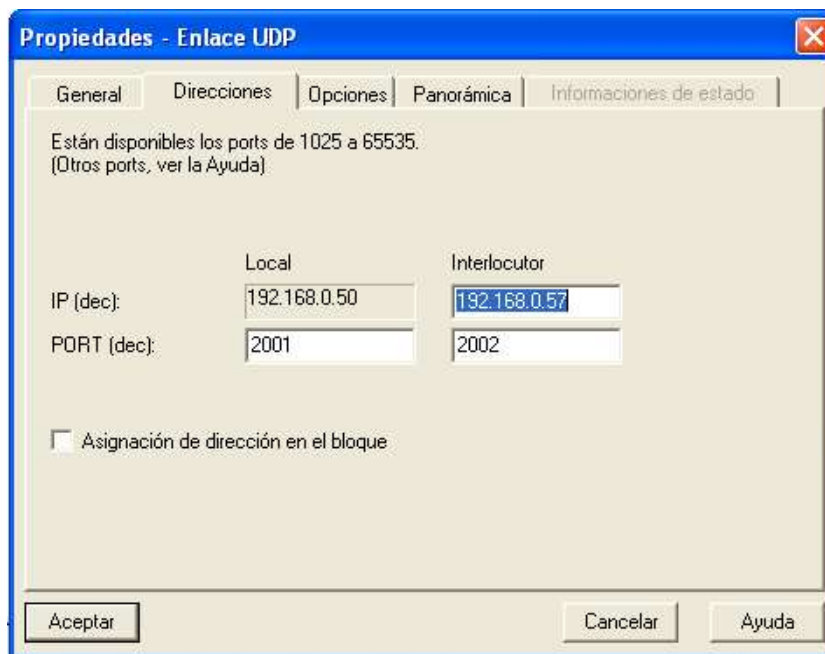 Propiedades - Enlace UDP
General Direcciones Opciones Panorámica Informaciones de estado
Están disponibles los ports de 1025 a 65535.
(Otros ports, ver la Ayuda)
Local Interlocutor
IP (dec): 192.168.0.50 192.168.0.57
PORT (dec): 2001 2002
Asignación de dirección en el bloque
Aceptar Cancelar Ayuda